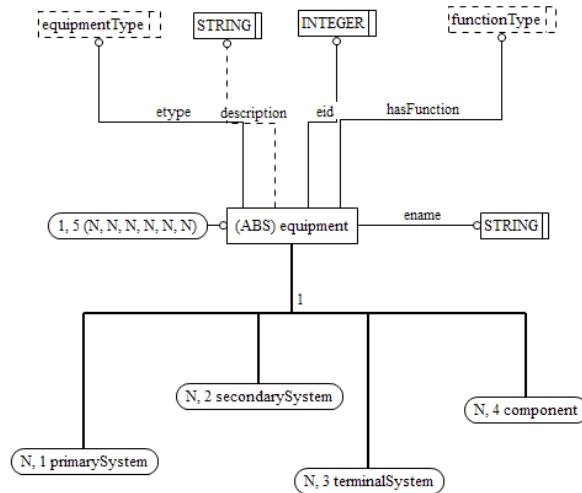 equipmentType
STRING
INTEGER
functionType
etype
description
eid
hasFunction
1, 5 (N, N, N, N, N, N)
(ABS) equipment
ename
STRING
1
N, 2 secondarySystem
N, 4 component
N, 1 primarySystem
N, 3 terminalSystem